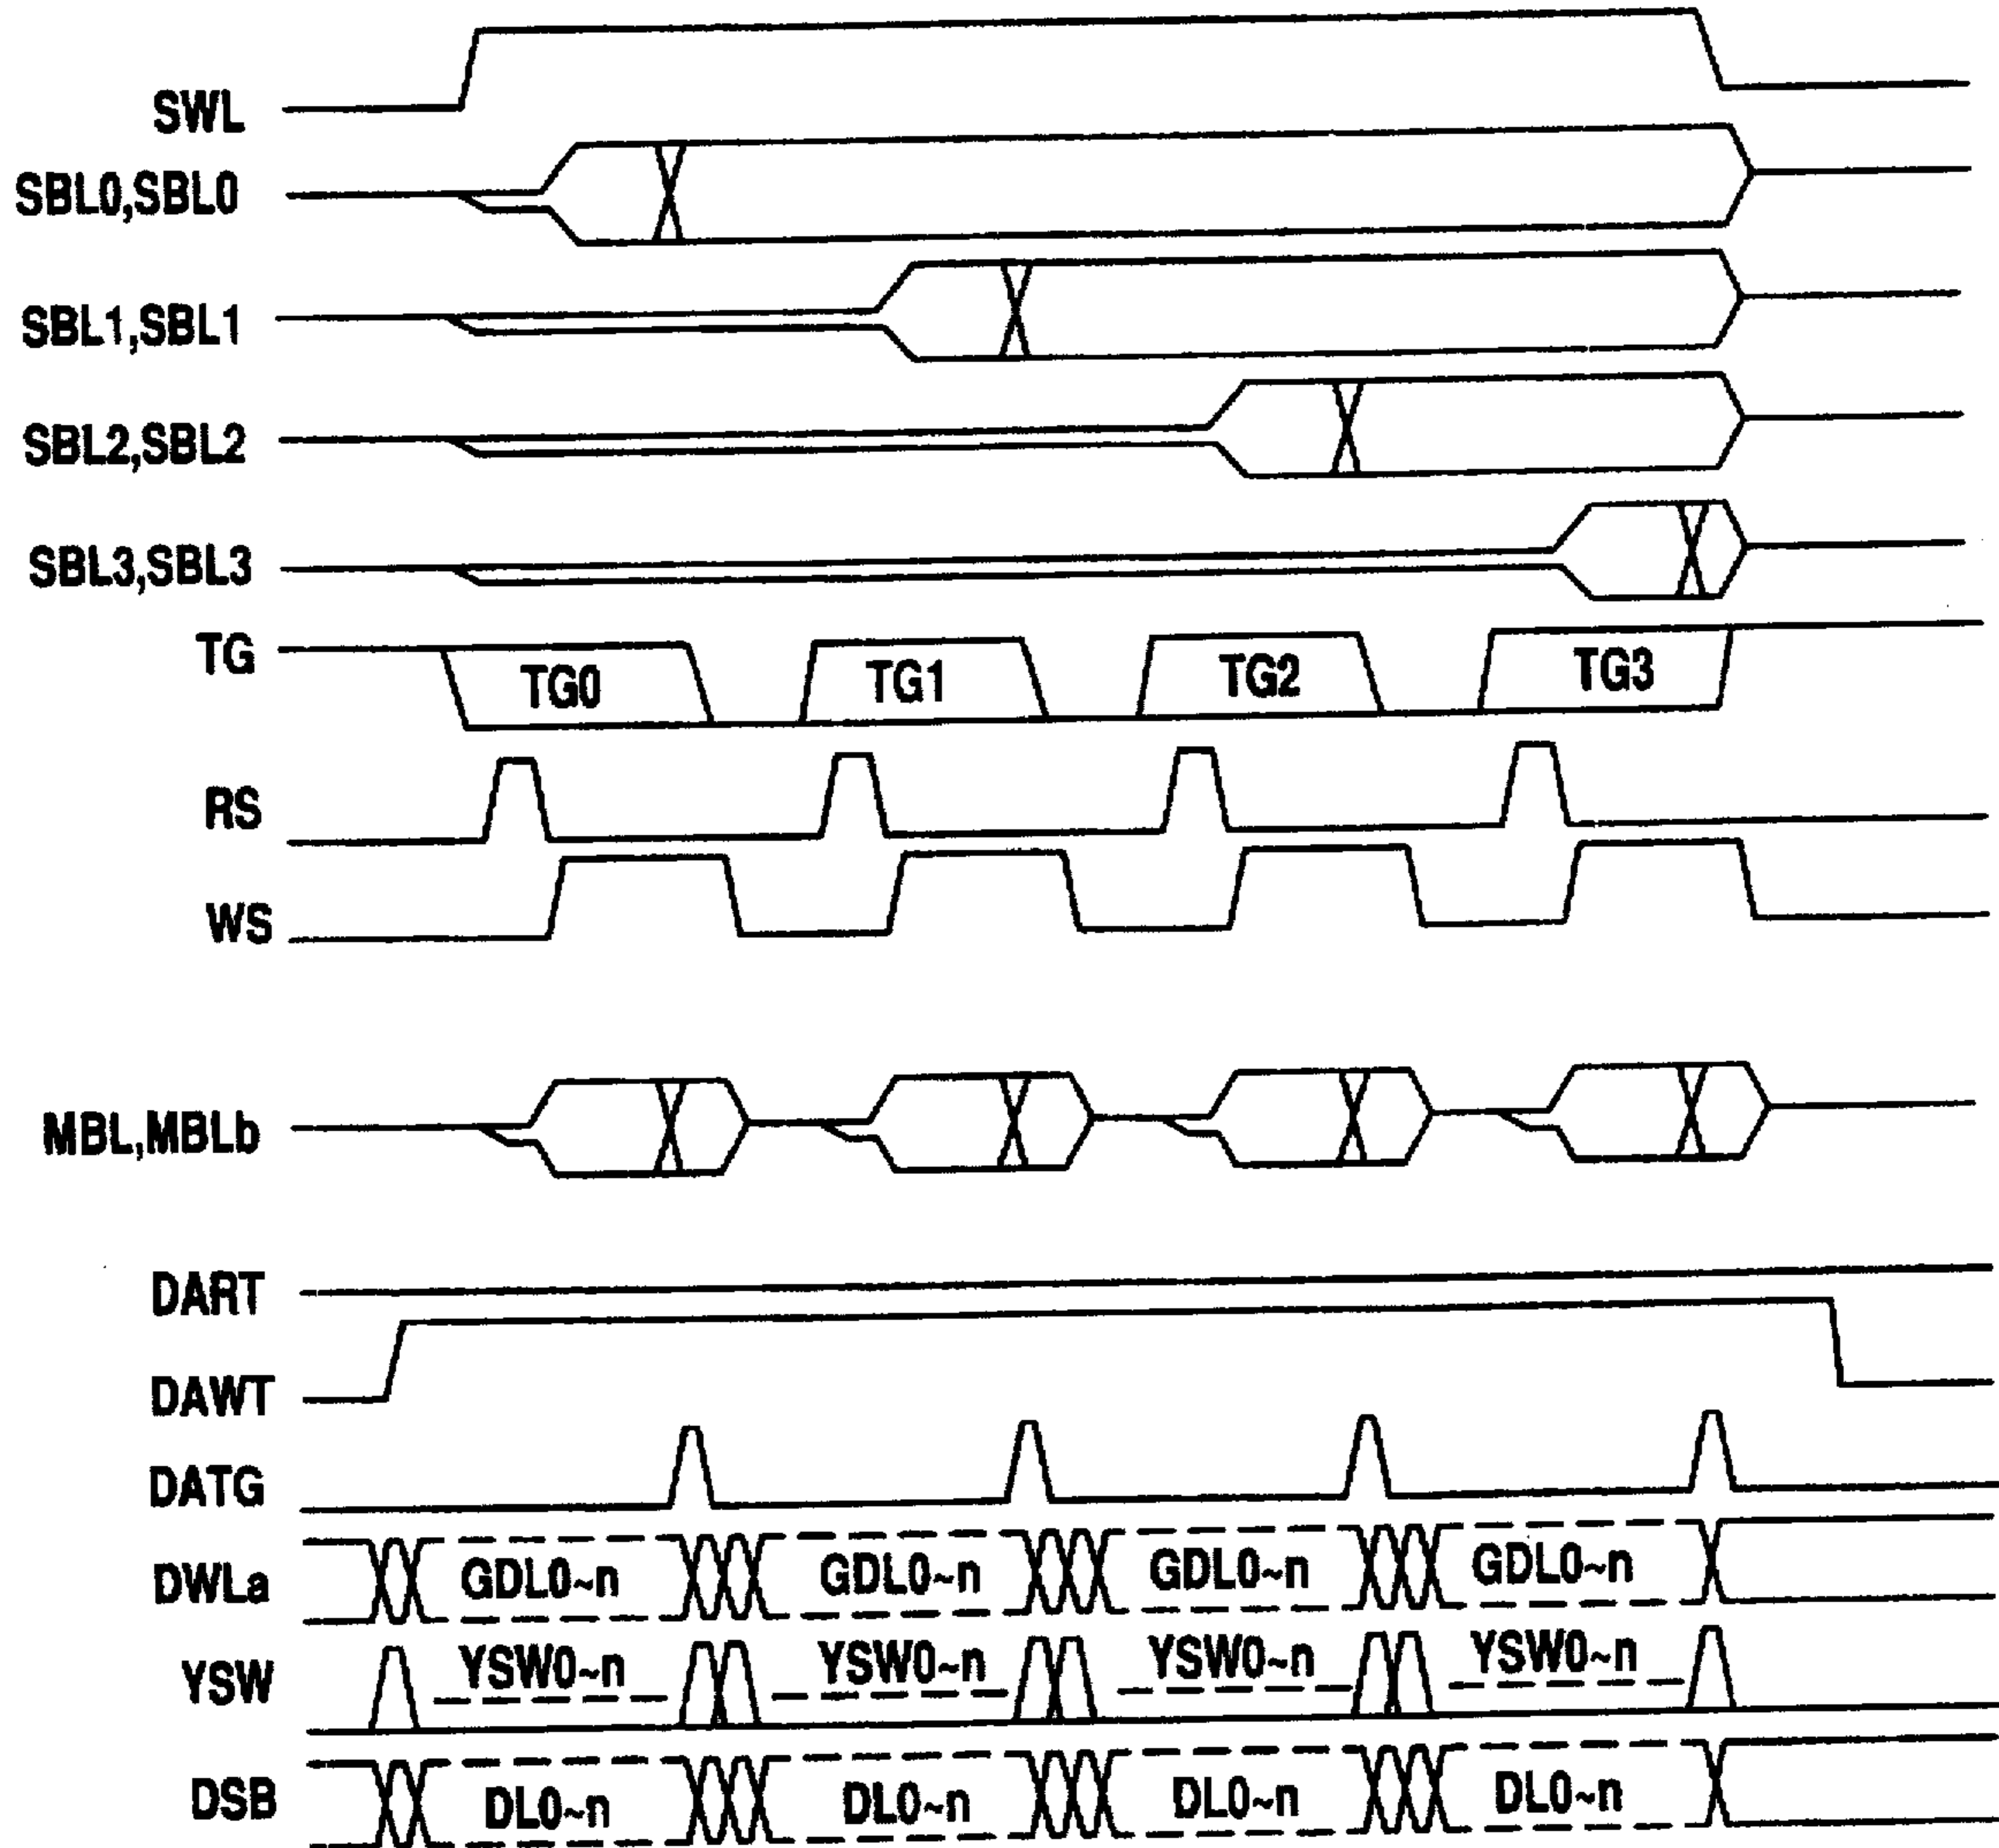 SWL
SBL0,SBL0
SBL1,SBL1
SBL2,SBL2
SBL3,SBL3
TG TG0 TG1 TG2 TG3
RS
WS
MBL,MBLb
DART
DAWT
DATG
DWLa GDL0~n GDL0~n GDL0~n GDL0~n
YSW YSW0~n YSW0~n YSW0~n YSW0~n
DSB DL0~n DL0~n DL0~n DL0~n